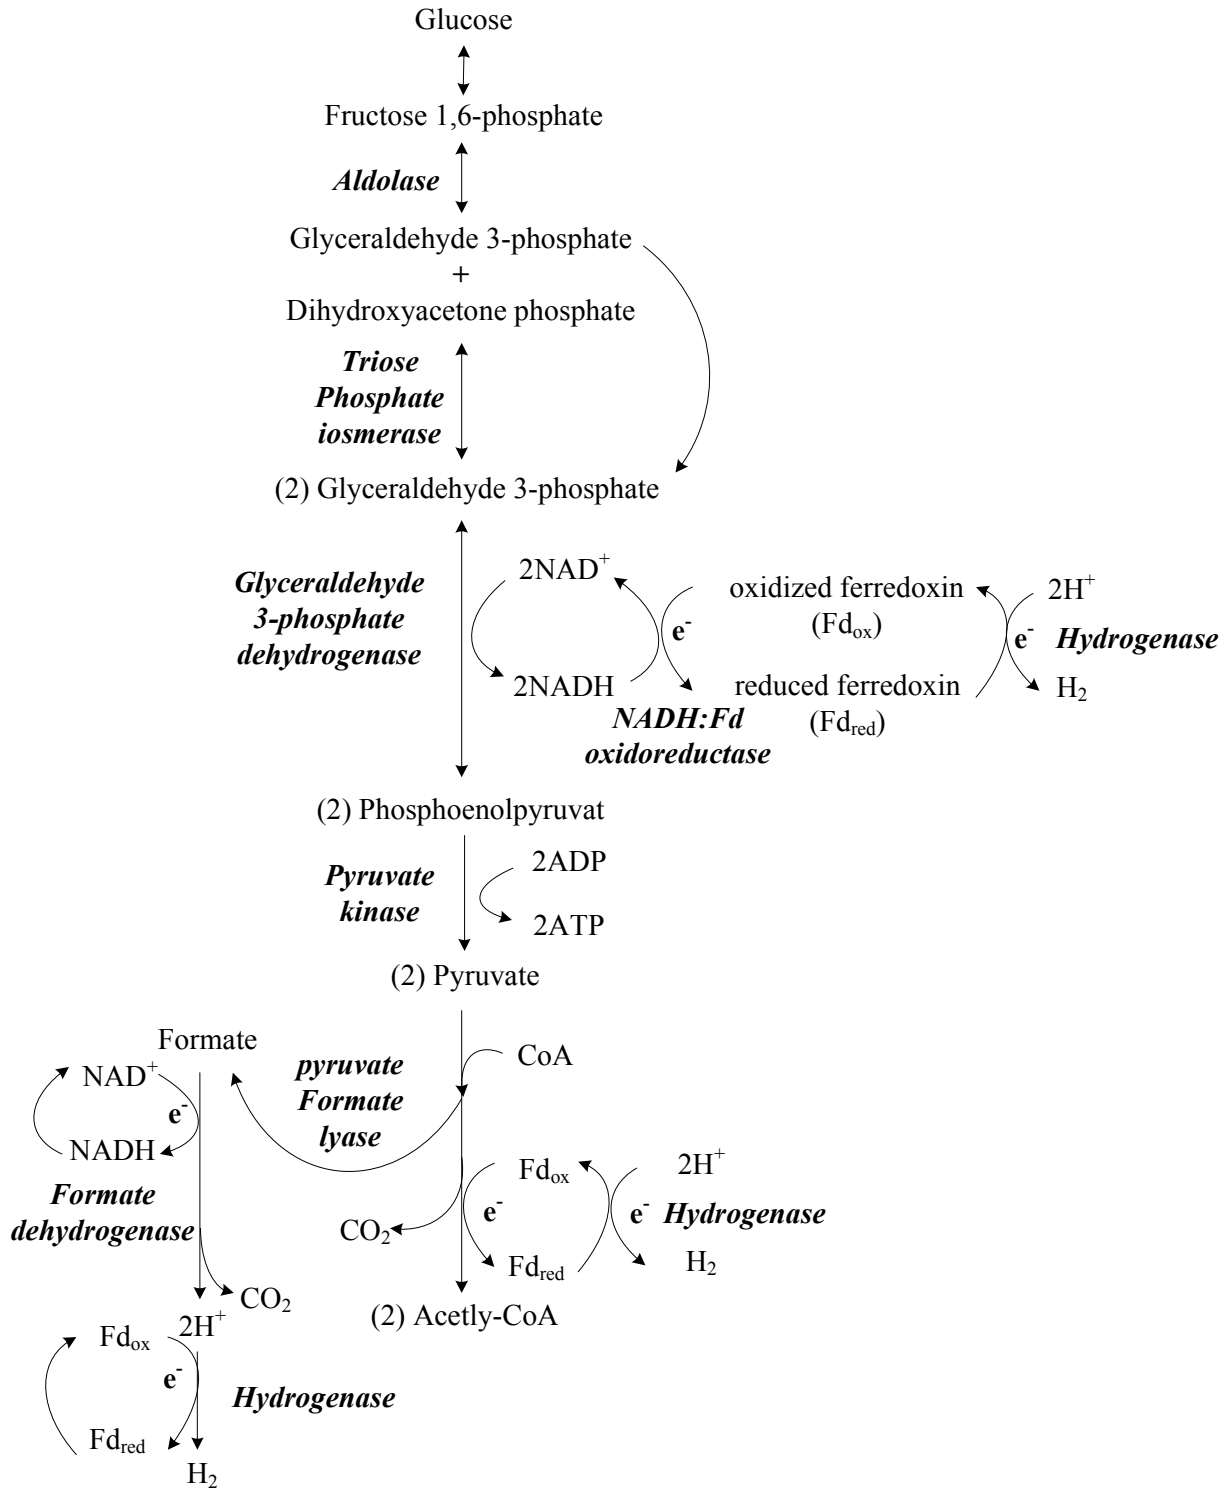 Glucose
Fructose 1,6-phosphate
Aldolase
Glyceraldehyde 3-phosphate
+
Dihydroxyacetone phosphate
Triose
Phosphate
iosmerase
(2) Glyceraldehyde 3-phosphate
Glyceraldehyde
3-phosphate
dehydrogenase
2NAD+
2NADH
e-
NADH:Fd
oxidoreductase
oxidized ferredoxin
(Fdox)
reduced ferredoxin
(Fdred)
2H+
e- Hydrogenase
H2
(2) Phosphoenolpyruvat
Pyruvate
kinase
2ADP
2ATP
(2) Pyruvate
Formate
NAD+
e-
NADH
Formate
dehydrogenase
CO2
pyruvate
Formate
lyase
CoA
Fdox
e-
Fdred
2H+
e- Hydrogenase
H2
CO2
(2) Acetly-CoA
2H+
Fdox
e-
Hydrogenase
Fdred
H2